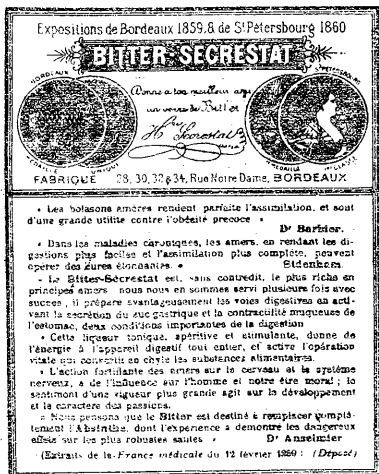 Expositions de Bordeaux 1859, & de St Pétersbourg 1860
BITTER-SECRESTAT
BORDEAUX
Donne à ton meilleur ami
un verre de Bitter
Secrestat
FABRIQUE 28, 30, 32 & 34, Rue Notre Dame, BORDEAUX
« Les boissons amères rendent parfaite l'assimilation, et sont
d'une grande utilité contre l'obésité précoce »
Dr Barbier.
« Dans les maladies chroniques, les amers, en rendant les di-
gestions plus faciles et l'assimilation plus complète, peuvent
opérer des cures étonnantes. »
Sidenham.
« Le Bitter-Secrestat est, sans contredit, le plus riche en
principes amers nous nous en sommes servi plusieurs fois avec
succès, il prépare avantageusement les voies digestives en acti-
vant la sécrétion du suc gastrique et la contractilité muqueuse de
l'estomac, deux conditions importantes de la digestion
« Cette liqueur tonique, apéritive et stimulante, donne de
l'énergie à l'appareil digestif tout entier, et active l'opération
vitale qui convertit en chyle les substances alimentaires.
« L'action fortifiante des amers sur le cerveau et le système
nerveux, a de l'influence sur l'homme et notre être moral ; le
sentiment d'une vigueur plus grande agit sur le développement
et le caractère des passions.
« Nous pensons que le Bitter est destiné à remplacer complè-
tement l'Absinthe, dont l'expérience a démontré les dangereux
effets sur les plus robustes santés » Dr Anselmier
(Extraits de la France médicale du 12 février 1859 : (Déposé)